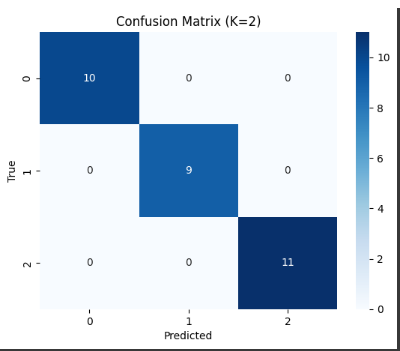 Confusion Matrix (K=2)
0 10 0 0
1 0 9 0
2 0 0 11
0 1 2
True
Predicted
10
8
6
4
2
0